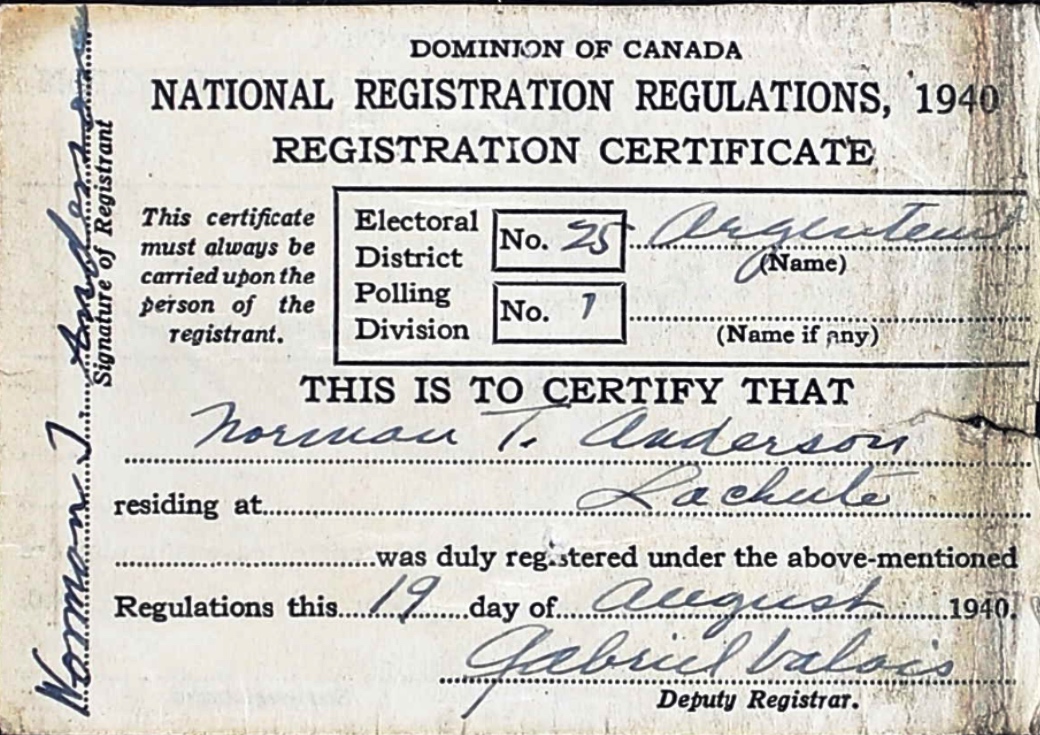 DOMINION OF CANADA
NATIONAL REGISTRATION REGULATIONS, 1940
REGISTRATION CERTIFICATE
This certificate
must always be
carried upon the
person of the
registrant.
Electoral
District
No. 25
Argenteuil
(Name)
Polling
Division
No. 1
(Name if any)
THIS IS TO CERTIFY THAT
Norman T. Anderson
residing at Lachute
was duly registered under the above-mentioned
Regulations this 19 day of August 1940.
Gabriel Valois
Deputy Registrar.
Norman T. Anderson
Signature of Registrant